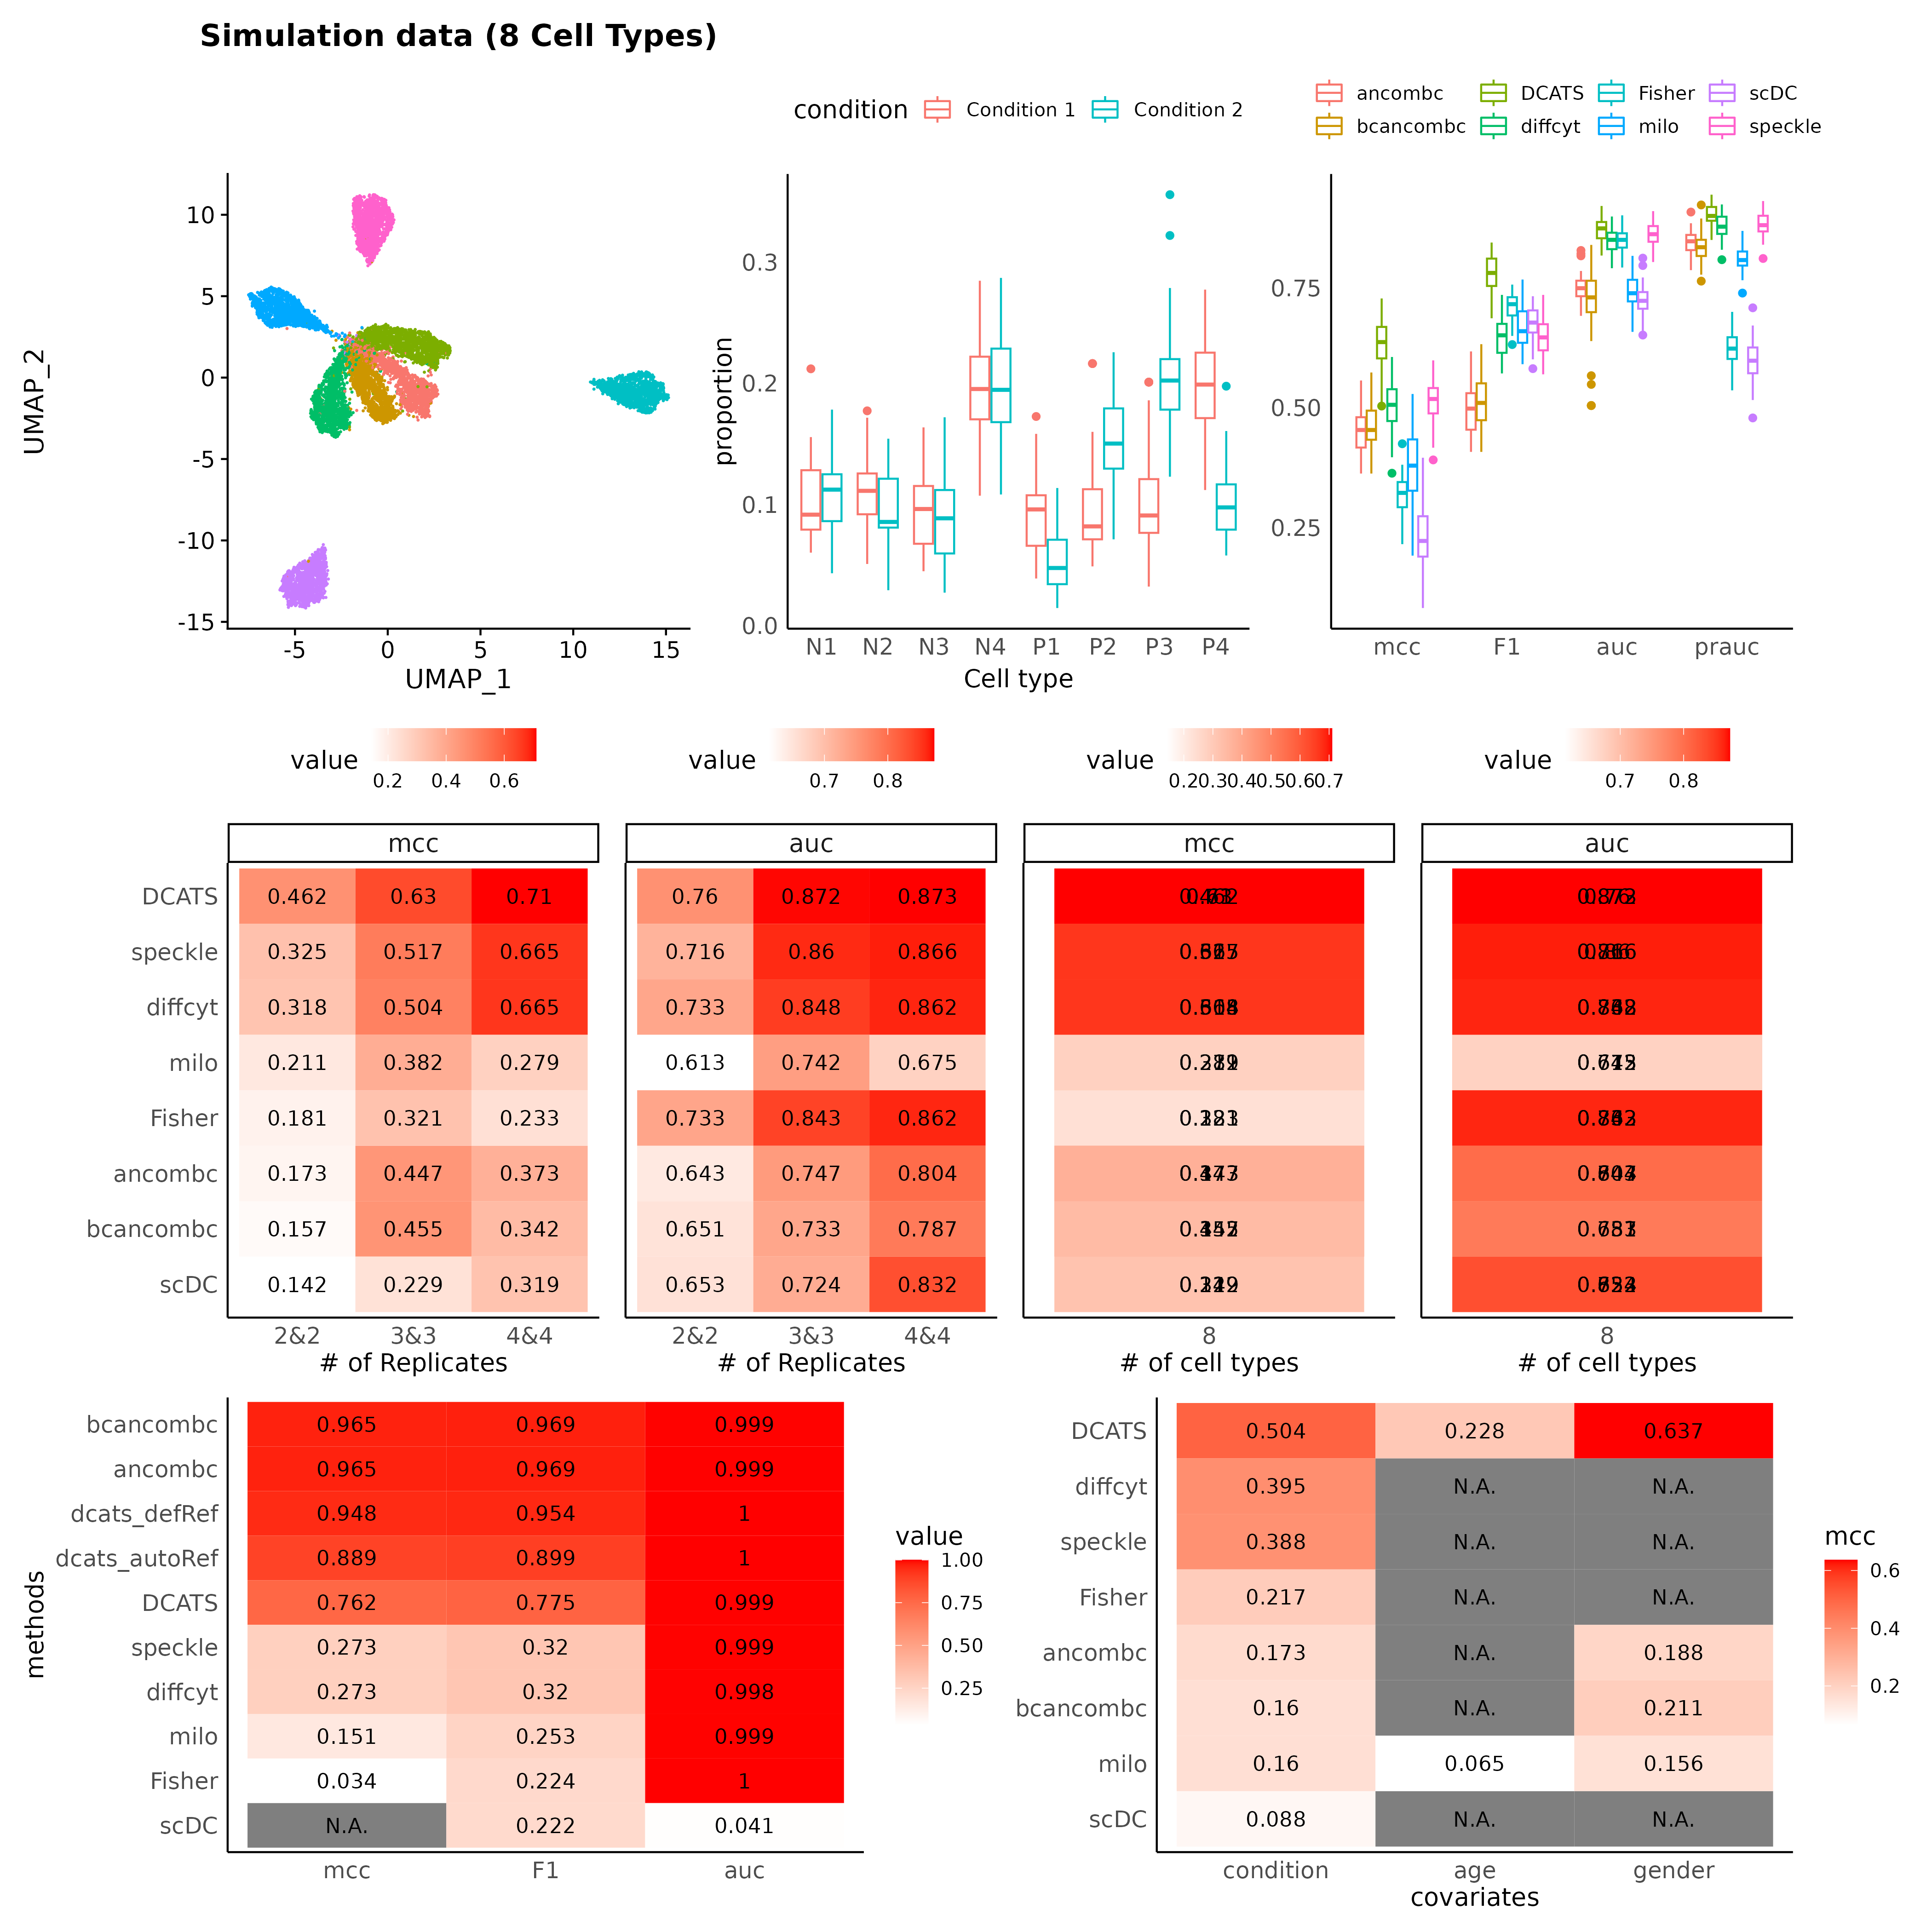 Simulation data (8 Cell Types)
condition Condition 1 Condition 2
ancombc DCATS Fisher scDC
bcancombc diffcyt milo speckle
UMAP_2
10
5
0
-5
-10
-15
-5 0 5 10 15
UMAP_1
proportion
0.3
0.2
0.1
0.0
N1 N2 N3 N4 P1 P2 P3 P4
Cell type
0.75
0.50
0.25
mcc F1 auc prauc
value 0.2 0.4 0.6
value 0.7 0.8
value 0.2 0.3 0.4 0.5 0.6 0.7
value 0.7 0.8
mcc auc mcc auc
DCATS 0.462 0.63 0.71 0.76 0.872 0.873
speckle 0.325 0.517 0.665 0.716 0.86 0.866
diffcyt 0.318 0.504 0.665 0.733 0.848 0.862
milo 0.211 0.382 0.279 0.613 0.742 0.675
Fisher 0.181 0.321 0.233 0.733 0.843 0.862
ancombc 0.173 0.447 0.373 0.643 0.747 0.804
bcancombc 0.157 0.455 0.342 0.651 0.733 0.787
scDC 0.142 0.229 0.319 0.653 0.724 0.832
2&2 3&3 4&4 2&2 3&3 4&4 8 8
# of Replicates # of Replicates # of cell types # of cell types
methods
bcancombc 0.965 0.969 0.999
ancombc 0.965 0.969 0.999
dcats_defRef 0.948 0.954 1
dcats_autoRef 0.889 0.899 1
DCATS 0.762 0.775 0.999
speckle 0.273 0.32 0.999
diffcyt 0.273 0.32 0.998
milo 0.151 0.253 0.999
Fisher 0.034 0.224 1
scDC N.A. 0.222 0.041
mcc F1 auc
value
1.00
0.75
0.50
0.25
DCATS 0.504 0.228 0.637
diffcyt 0.395 N.A. N.A.
speckle 0.388 N.A. N.A.
Fisher 0.217 N.A. N.A.
ancombc 0.173 N.A. 0.188
bcancombc 0.16 N.A. 0.211
milo 0.16 0.065 0.156
scDC 0.088 N.A. N.A.
condition age gender
covariates
mcc
0.6
0.4
0.2